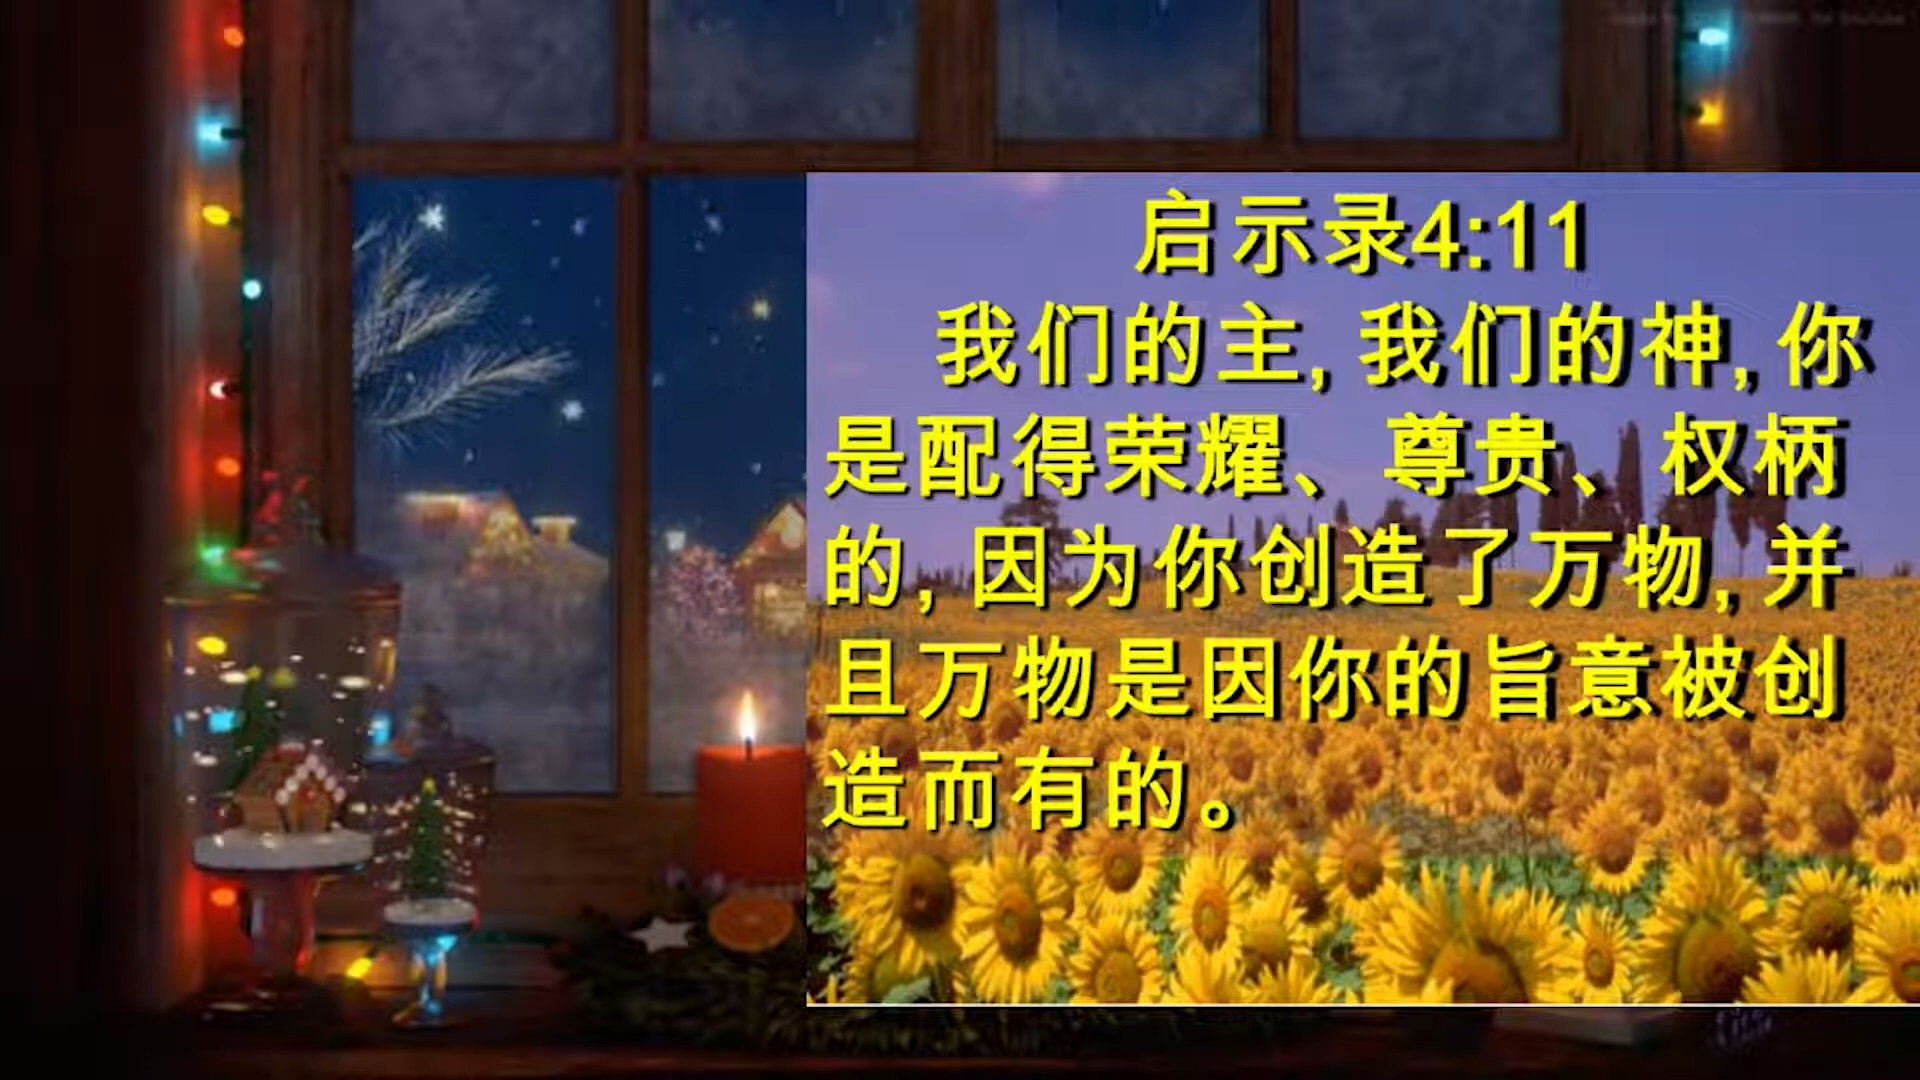 启示录4:11
我们的主,我们的神,你
是配得荣耀、尊贵、权柄
的,因为你创造了万物,并
且万物是因你的旨意被创
造而有的。